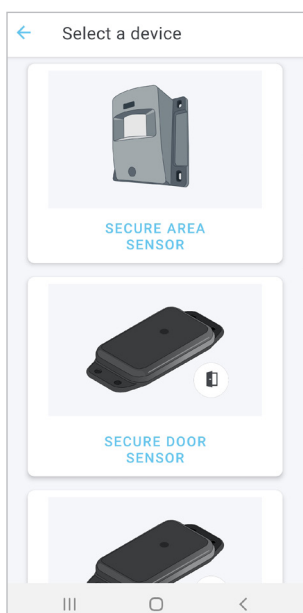 Select a device
SECURE AREA
SENSOR
SECURE DOOR
SENSOR